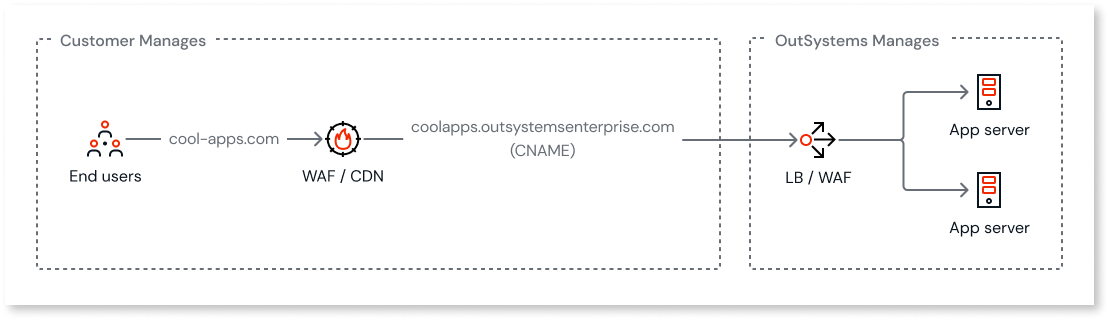 Customer Manages
OutSystems Manages
cool-apps.com
coolapps.outsystemsenterprise.com
(CNAME)
End users
WAF / CDN
LB / WAF
App server
App server